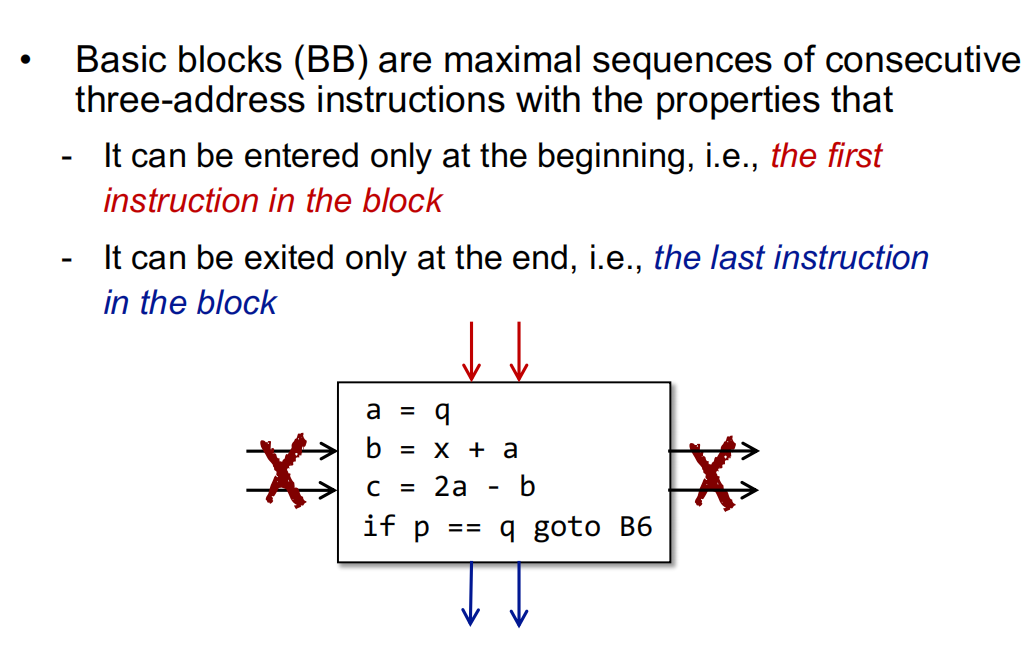 • Basic blocks (BB) are maximal sequences of consecutive
three-address instructions with the properties that
- It can be entered only at the beginning, i.e., the first
instruction in the block
- It can be exited only at the end, i.e., the last instruction
in the block
a = q
b = x + a
c = 2a - b
if p == q goto B6